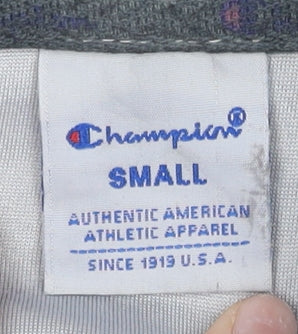 Champion®
SMALL
AUTHENTIC AMERICAN
ATHLETIC APPAREL
SINCE 1919 U.S.A.